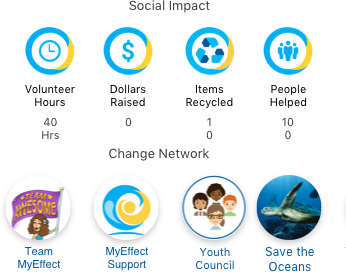 Social Impact
Volunteer Dollars Items People
Hours Raised Recycled Helped
40 0 1 10
Hrs 0 0
Change Network
TEAM
AWESOME
Team MyEffect Youth Save the
MyEffect Support Council Oceans